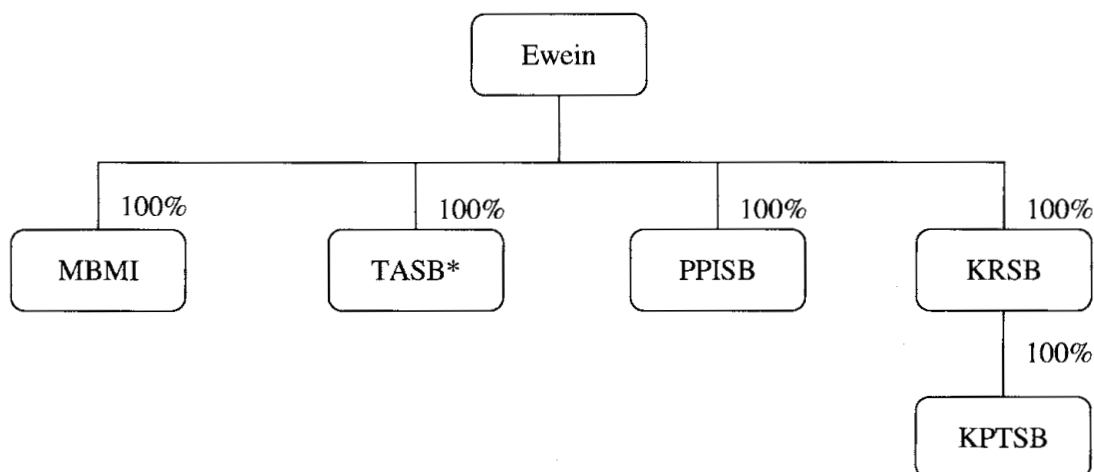 Ewein
100% 100% 100% 100%
MBMI TASB* PPISB KRSB
100%
KPTSB